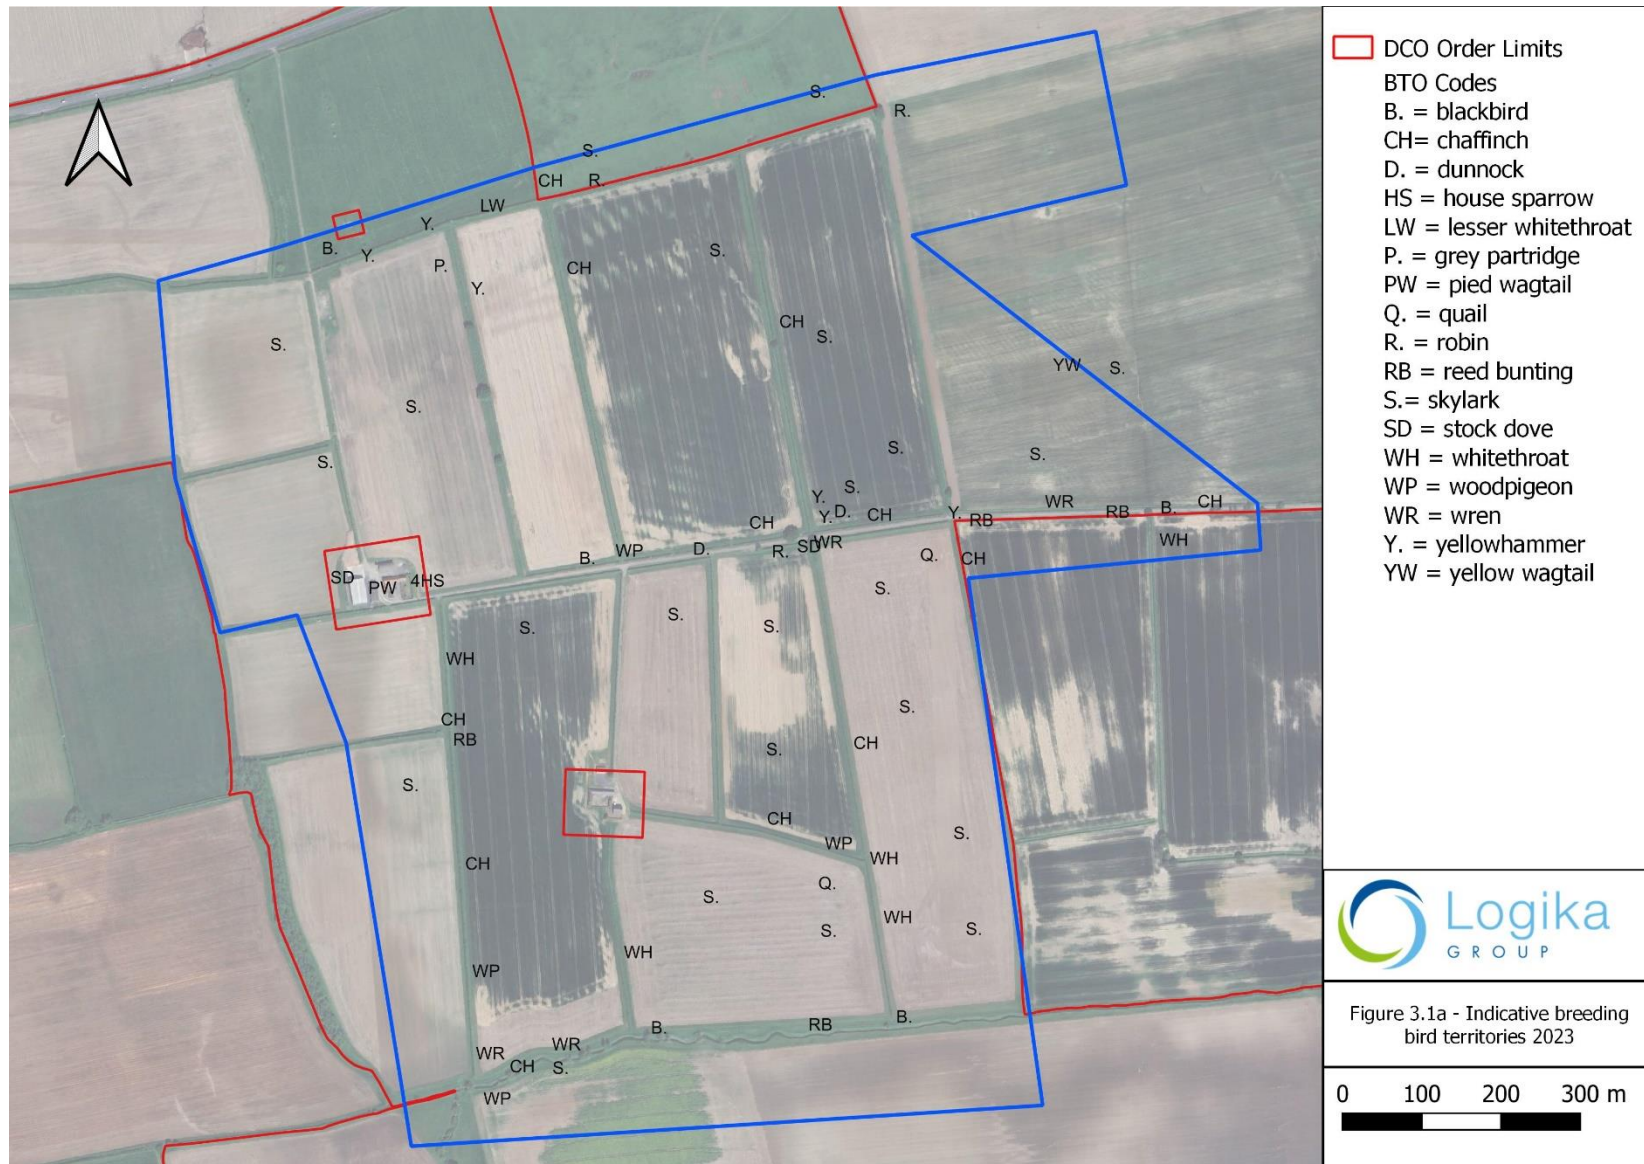 S.
R.
S.
CH R.
LW
Y.
B.
Y.
P.
S.
CH
Y.
CH
S.
S.
YW S.
S.
S.
S.
S.
S.
Y.
S.
D.
Y.
CH
CH
Y.
RB
WR
RB
B.
CH
WH
WR
SD
R.
D.
WP
B.
Q.
CH
SD
PW
4HS
S.
S.
S.
S.
WH
S.
CH
RB
CH
S.
S.
CH
S.
WP
WH
CH
Q.
S.
WH
S.
S.
WH
WP
B.
RB
B.
WR
WR
CH
S.
WP
DCO Order Limits
BTO Codes
B. = blackbird
CH= chaffinch
D. = dunnock
HS = house sparrow
LW = lesser whitethroat
P. = grey partridge
PW = pied wagtail
Q. = quail
R. = robin
RB = reed bunting
S.= skylark
SD = stock dove
WH = whitethroat
WP = woodpigeon
WR = wren
Y. = yellowhammer
YW = yellow wagtail
Logika
GROUP
Figure 3.1a - Indicative breeding
bird territories 2023
0 100 200 300 m